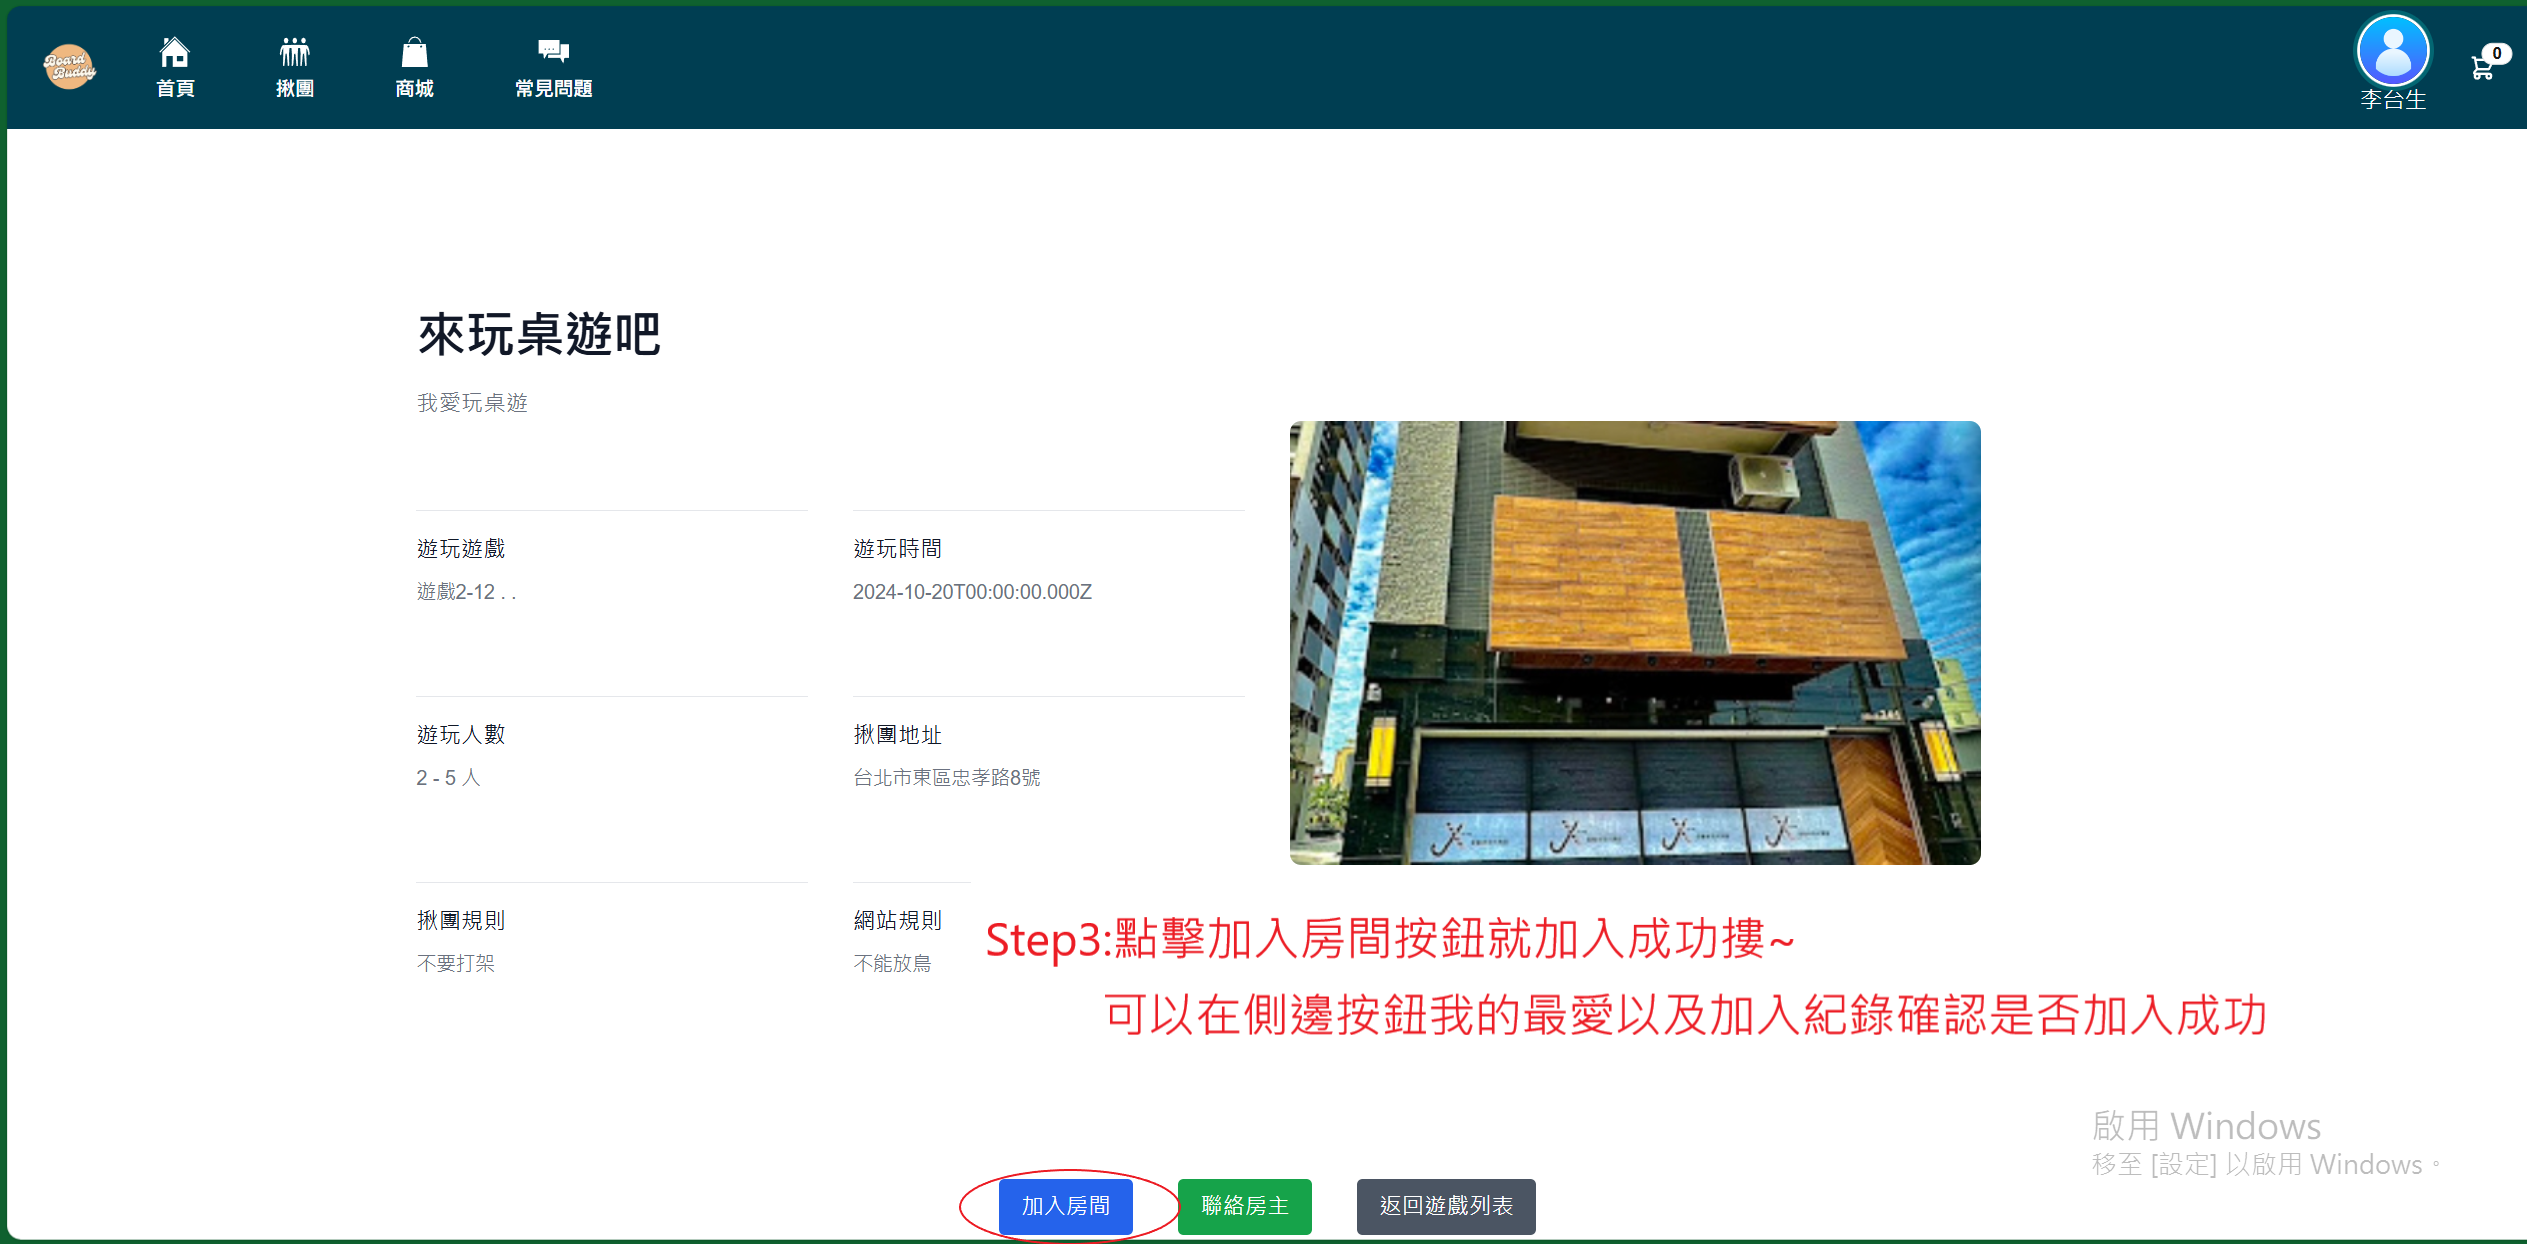 Board
Buddy
首頁
揪團
商城
常見問題
李台生
0
來玩桌遊吧
我愛玩桌遊
遊玩遊戲
遊戲2-12 . .
遊玩時間
2024-10-20T00:00:00.000Z
遊玩人數
2 - 5 人
揪團地址
台北市東區忠孝路8號
揪團規則
不要打架
網站規則
不能放鳥
Step3:點擊加入房間按鈕就加入成功摟~
可以在側邊按鈕我的最愛以及加入紀錄確認是否加入成功
啟用 Windows
移至 [設定] 以啟用 Windows。
加入房間
聯絡房主
返回遊戲列表